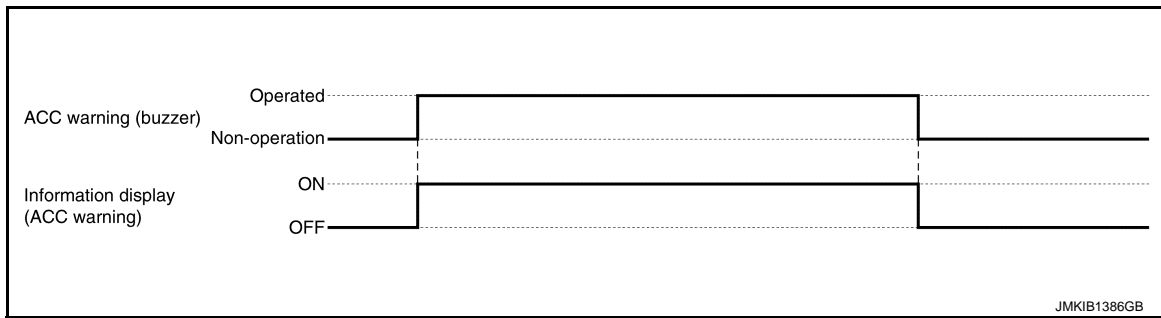 Operated
ACC warning (buzzer)
Non-operation
ON
Information display
(ACC warning)
OFF
JMKIB1386GB